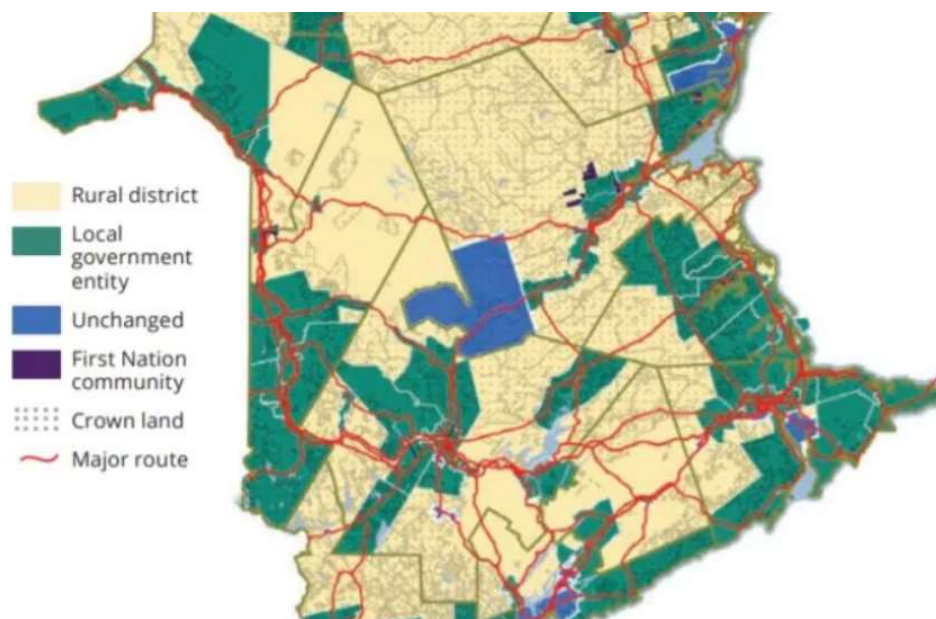 Rural district
Local
government
entity
Unchanged
First Nation
community
Crown land
Major route